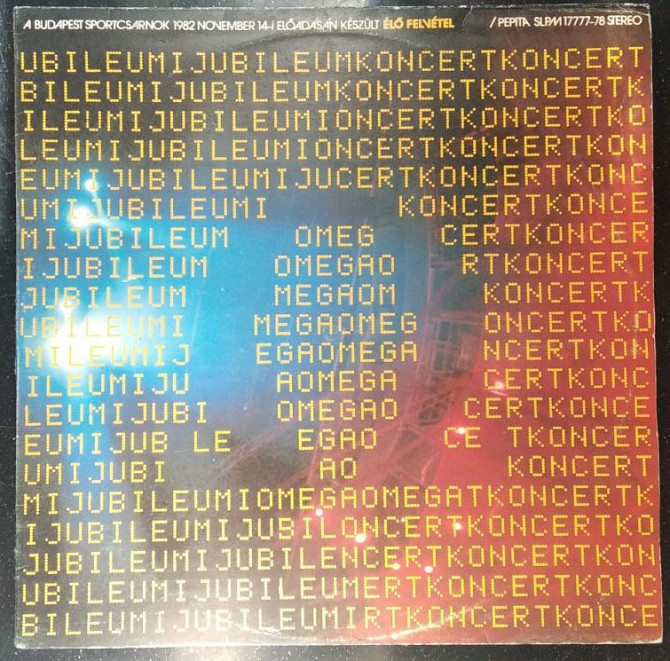 A BUDAPEST SPORTCSARNOK 1982 NOVEMBER 14-i ELŐADÁSÁN KÉSZÜLT ÉLŐ FELVÉTEL / PEPITA SLPM 17777-78 STEREO
UBILEUMIJUBILEUMKONCERTKONCERT
BILEUMIJUBILEUMKONCERTKONCERTK
ILEUMIJUBILEUMIONCERTKONCERTKO
LEUMIJUBILEUMIONCERTKONCERTKON
EUMIJUBILEUMIJUCERTKONCERTKONC
UMIJUBILEUMI KONCERTKONCE
MIJUBILEUM OMEG CERTKONCER
IJUBILEUM OMEGAO RTKONCERT
JUBILEUM MEGAOM KONCERTK
UBILEUMI MEGAOMEG ONCERTKO
MILEUMIJ EGAOMEGA NCERTKON
ILEUMIJU AOMEGA CERTKONC
LEUMIJUBI OMEGAO CERTKONCE
EUMIJUB LE EGAO CE TKONCER
UMIJUBI AO KONCERT
MIJUBILEUMIOMEGAOMEGATKONCERTK
IJUBILEUMIJUBILONCERTKONCERTKO
JUBILEUMIJUBILENCERTKONCERTKON
UBILEUMIJUBILEUMERTKONCERTKONC
BILEUMIJUBILEUMIRTKONCERTKONCE